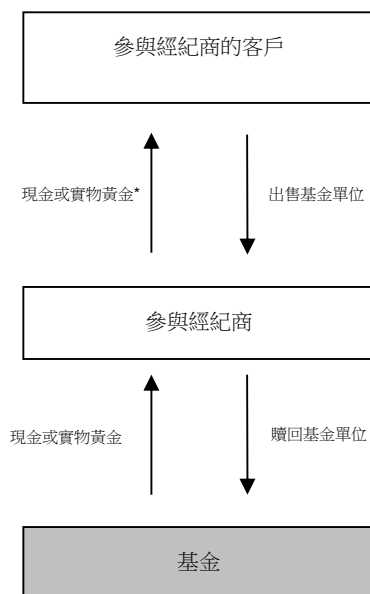 參與經紀商的客戶
現金或實物黃金*
出售基金單位
參與經紀商
現金或實物黃金
贖回基金單位
基金